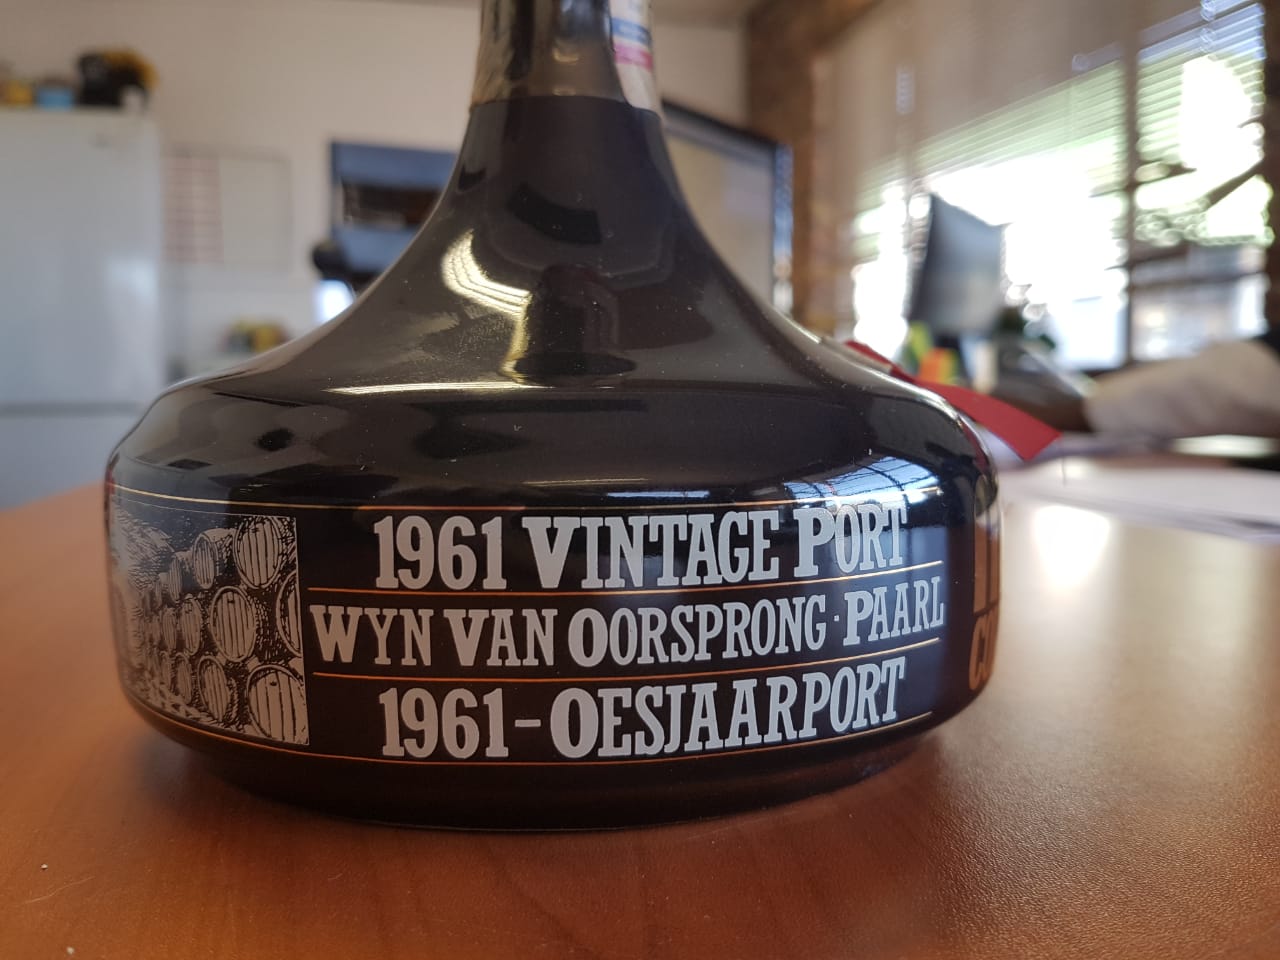 1961 VINTAGE PORT
WYN VAN OORSPRONG · PAARL
1961-OESJAARPORT